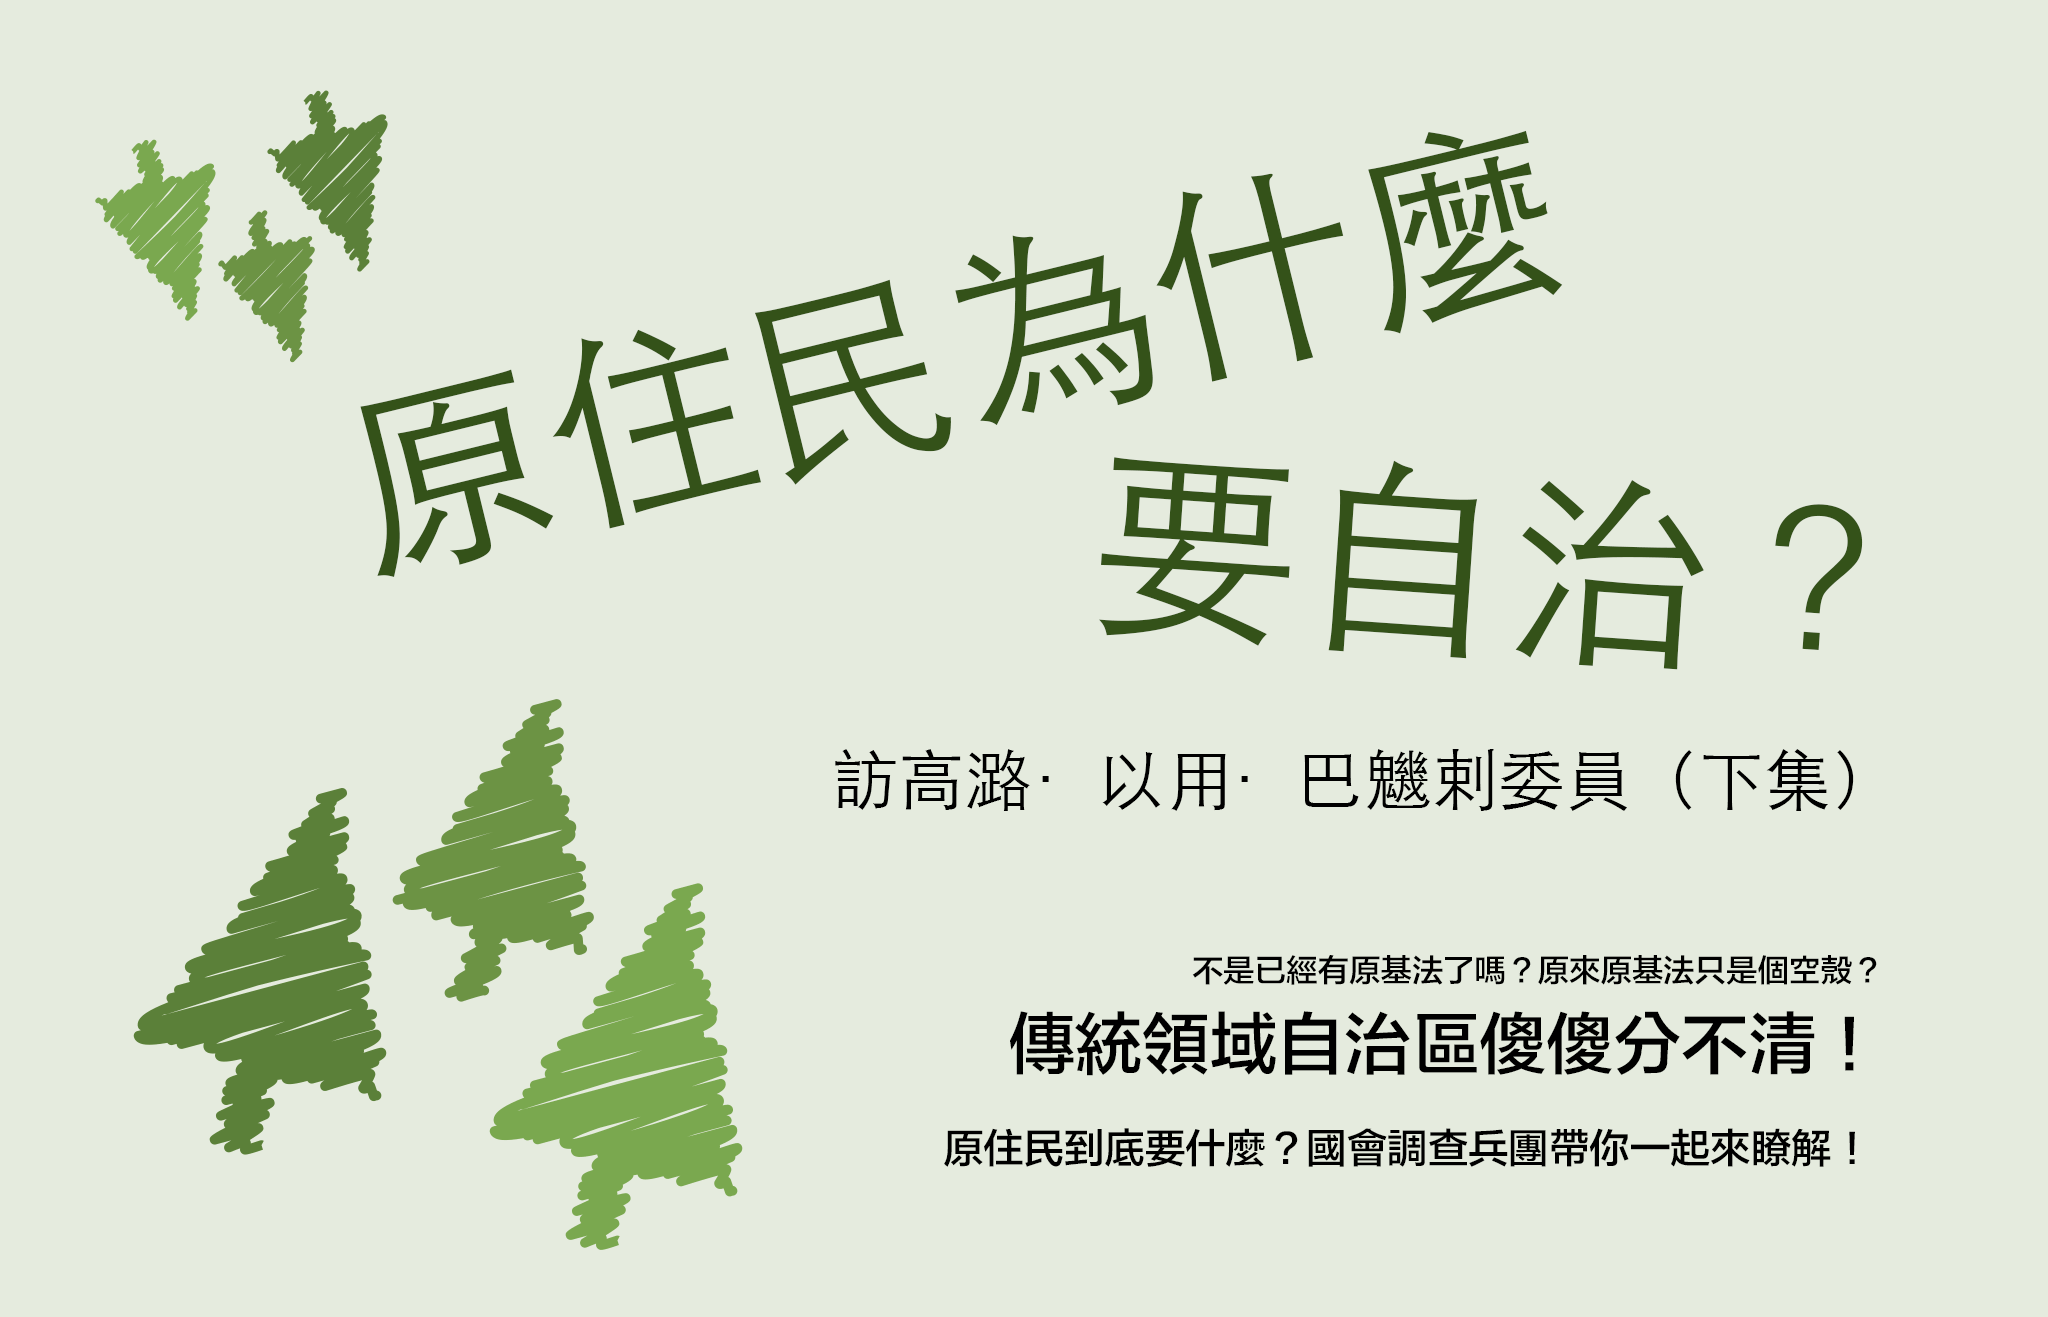 原住民為什麼
要自治？
訪高潞·以用·巴魕剌委員（下集）
不是已經有原基法了嗎？原來原基法只是個空殼？
傳統領域自治區傻傻分不清！
原住民到底要什麼？國會調查兵團帶你一起來瞭解！